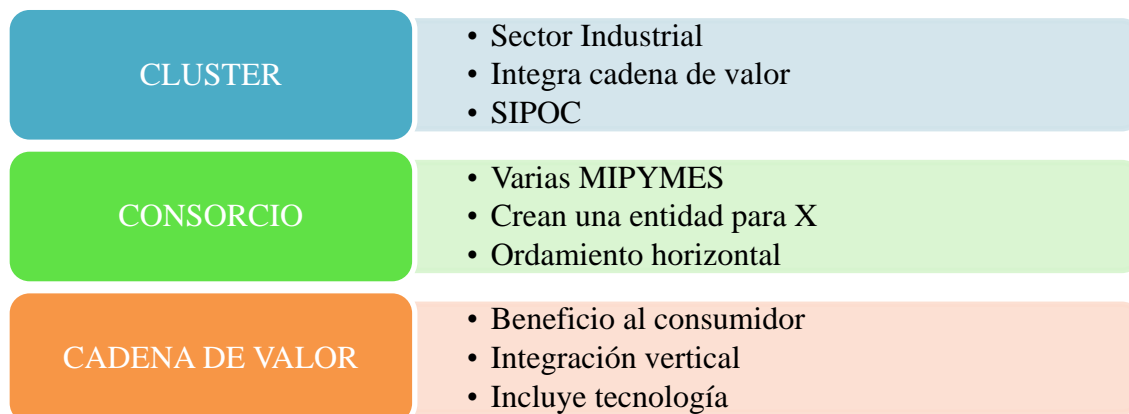 CLUSTER
• Sector Industrial
• Integra cadena de valor
• SIPOC
CONSORCIO
• Varias MIPYMES
• Crean una entidad para X
• Ordamiento horizontal
CADENA DE VALOR
• Beneficio al consumidor
• Integración vertical
• Incluye tecnología